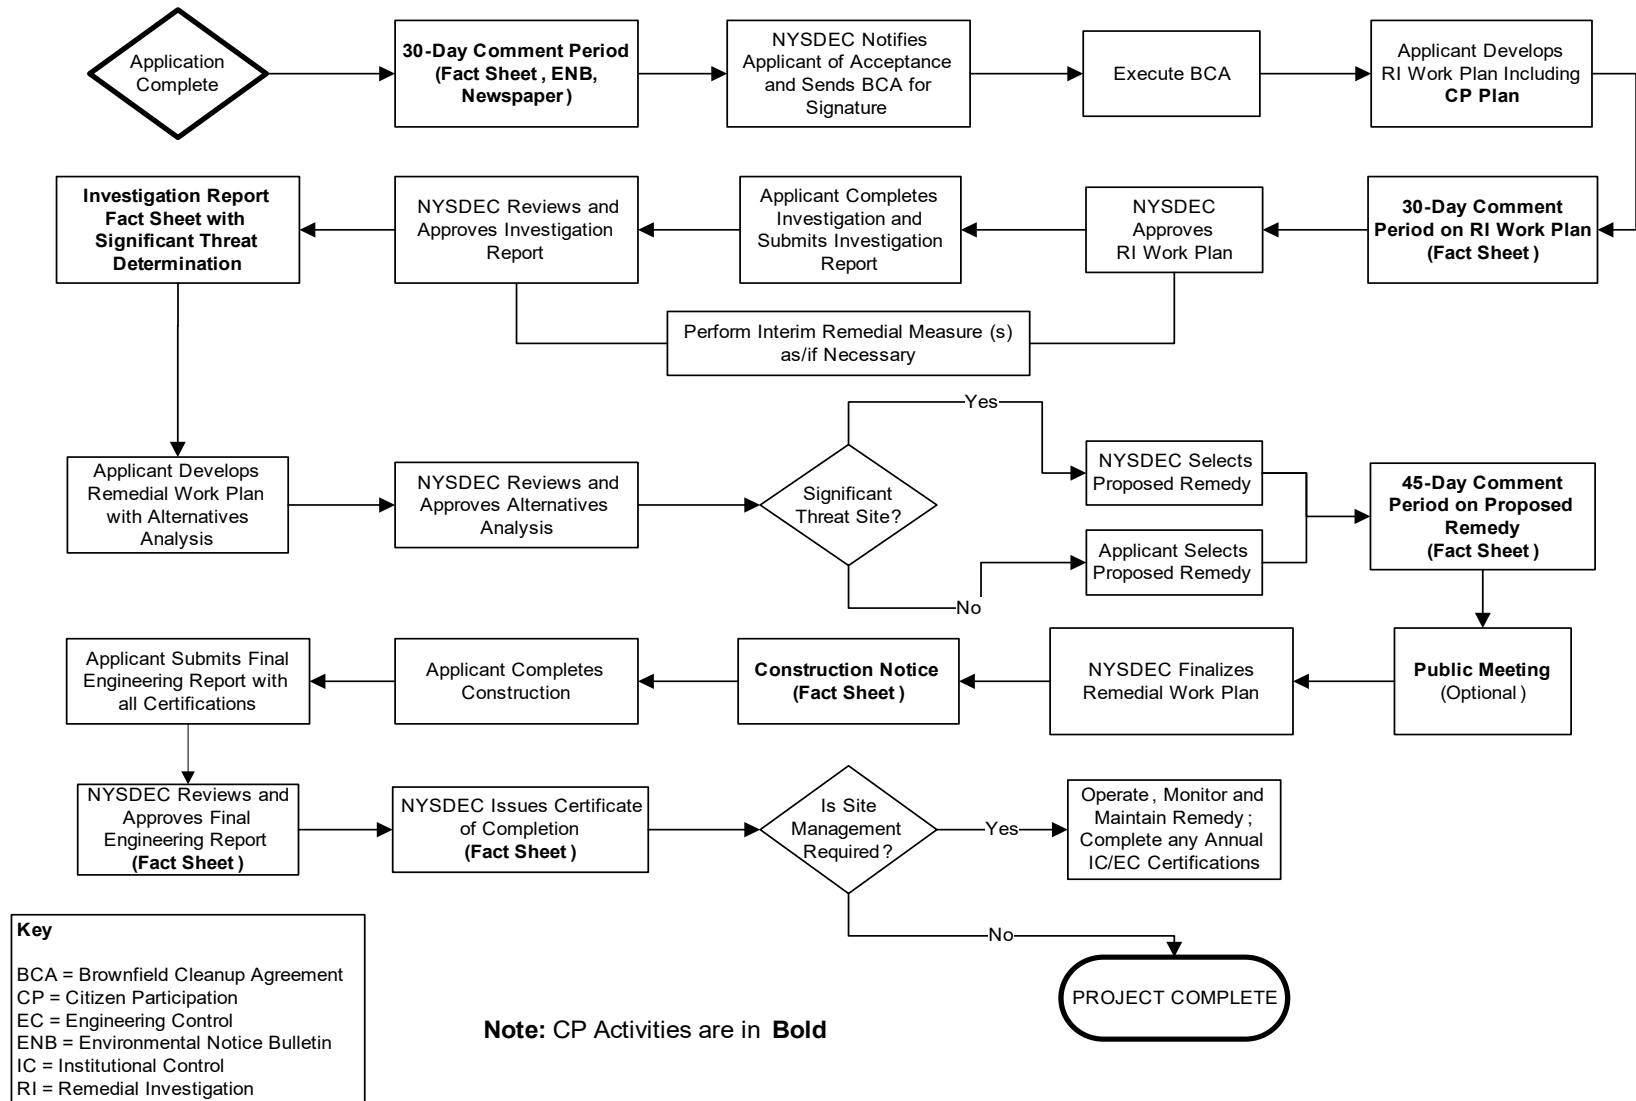 Application
Complete
30-Day Comment Period
(Fact Sheet , ENB,
Newspaper )
NYSDEC Notifies
Applicant of Acceptance
and Sends BCA for
Signature
Execute BCA
Applicant Develops
RI Work Plan Including
CP Plan
Investigation Report
Fact Sheet with
Significant Threat
Determination
NYSDEC Reviews and
Approves Investigation
Report
Applicant Completes
Investigation and
Submits Investigation
Report
NYSDEC
Approves
RI Work Plan
30-Day Comment
Period on RI Work Plan
(Fact Sheet )
Perform Interim Remedial Measure (s)
as/if Necessary
Yes
Applicant Develops
Remedial Work Plan
with Alternatives
Analysis
NYSDEC Reviews and
Approves Alternatives
Analysis
Significant
Threat Site?
NYSDEC Selects
Proposed Remedy
Applicant Selects
Proposed Remedy
45-Day Comment
Period on Proposed
Remedy
(Fact Sheet )
No
Applicant Submits Final
Engineering Report with
all Certifications
Applicant Completes
Construction
Construction Notice
(Fact Sheet )
NYSDEC Finalizes
Remedial Work Plan
Public Meeting
(Optional )
NYSDEC Reviews and
Approves Final
Engineering Report
(Fact Sheet )
NYSDEC Issues Certificate
of Completion
(Fact Sheet )
Is Site
Management
Required ?
Yes
Operate , Monitor and
Maintain Remedy ;
Complete any Annual
IC/EC Certifications
No
PROJECT COMPLETE
Key
BCA = Brownfield Cleanup Agreement
CP = Citizen Participation
EC = Engineering Control
ENB = Environmental Notice Bulletin
IC = Institutional Control
RI = Remedial Investigation
Note: CP Activities are in Bold